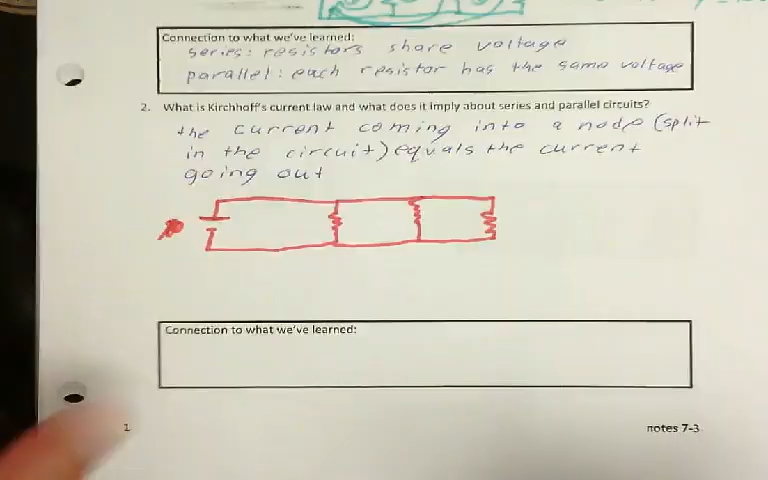 Connection to what we've learned:
series: resistors share voltage
parallel: each resistor has the same voltage
2. What is Kirchhoff's current law and what does it imply about series and parallel circuits?
the current coming into a node (split
in the circuit) equals the current
going out
Connection to what we've learned:
1
notes 7-3